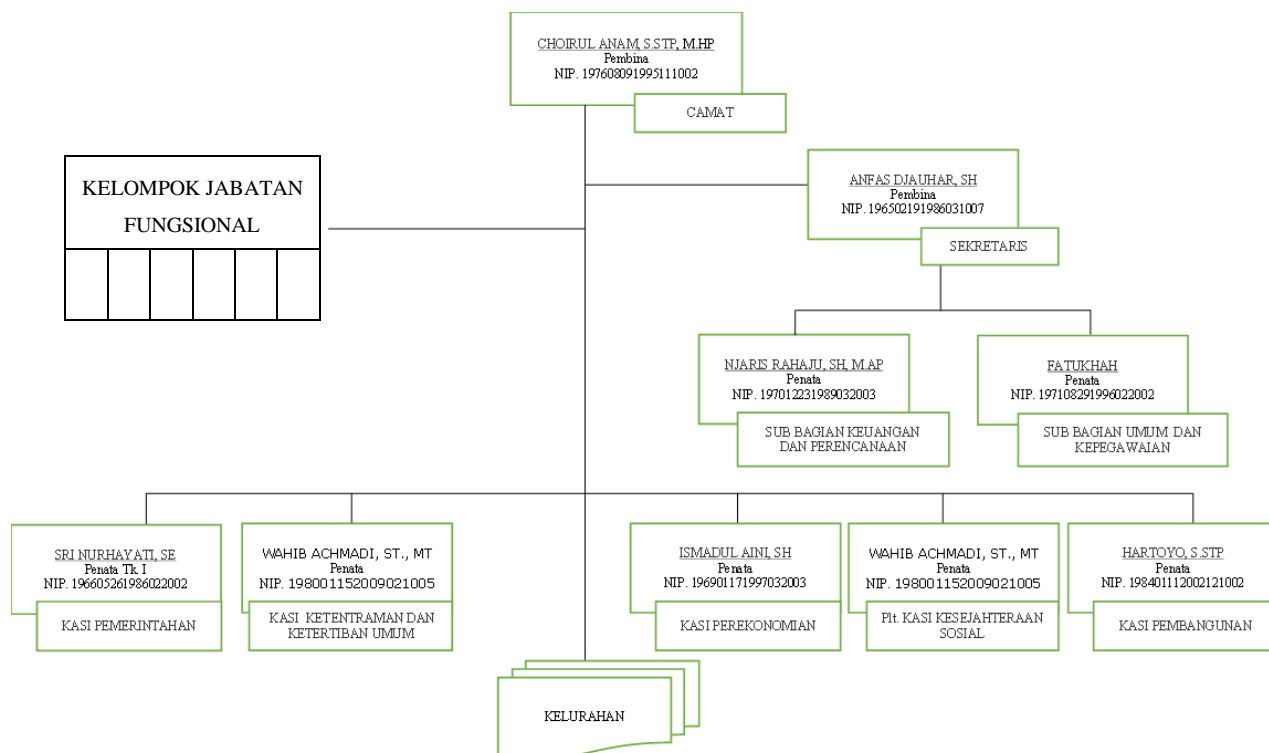 CHOIRUL ANAM, S.STP, M.HP
Pembina
NIP. 197608091995111002
CAMAT
KELOMPOK JABATAN
FUNGSIONAL
ANFAS DJAUHAR, SH
Pembina
NIP. 196502191986031007
SEKRETARIS
NJARIS RAHAJU, SH, M.AP
Penata
NIP. 197012231989032003
SUB BAGIAN KEUANGAN
DAN PERENCANAAN
FATUKHAH
Penata
NIP. 197108291996022002
SUB BAGIAN UMUM DAN
KEPEGAWAIAN
SRI NURHAYATI, SE
Penata Tk. I
NIP. 196605261986022002
KASI PEMERINTAHAN
WAHIB ACHMADI, ST., MT
Penata
NIP. 198001152009021005
KASI KETENTRAMAN DAN
KETERTIBAN UMUM
ISMADUL AINI, SH
Penata
NIP. 196901171997032003
KASI PEREKONOMIAN
WAHIB ACHMADI, ST., MT
Penata
NIP. 198001152009021005
Plt. KASI KESEJAHTERAAN
SOSIAL
HARTOYO, S.STP
Penata
NIP. 198401112002121002
KASI PEMBANGUNAN
KELURAHAN